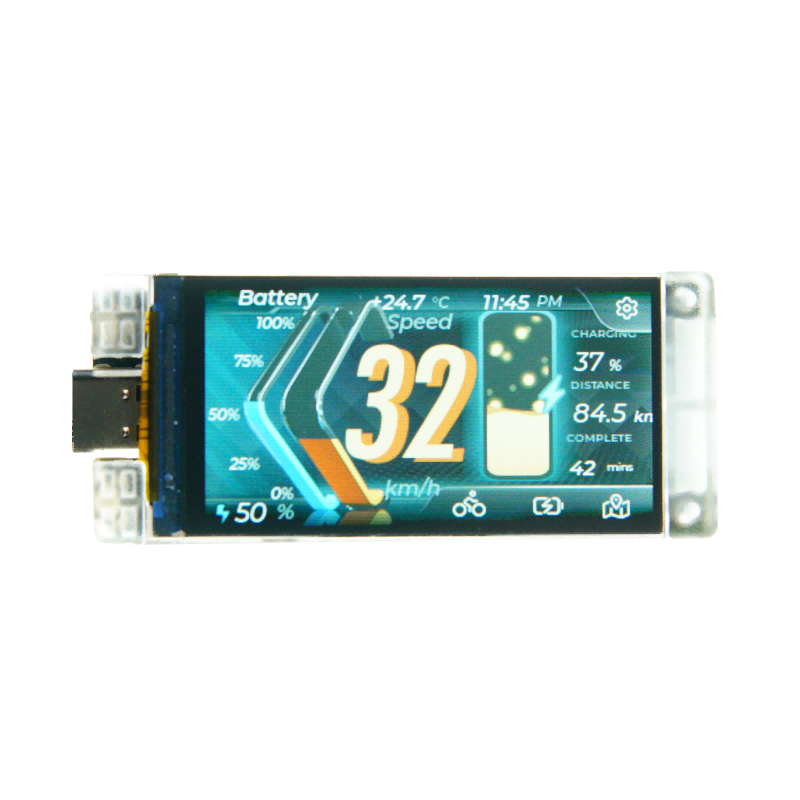 Battery +24.7 °C 11:45 PM
100% Speed
75%
50%
25%
0%
50 %
32
km/h
CHARGING
37 %
DISTANCE
84.5
COMPLETE
42 mins